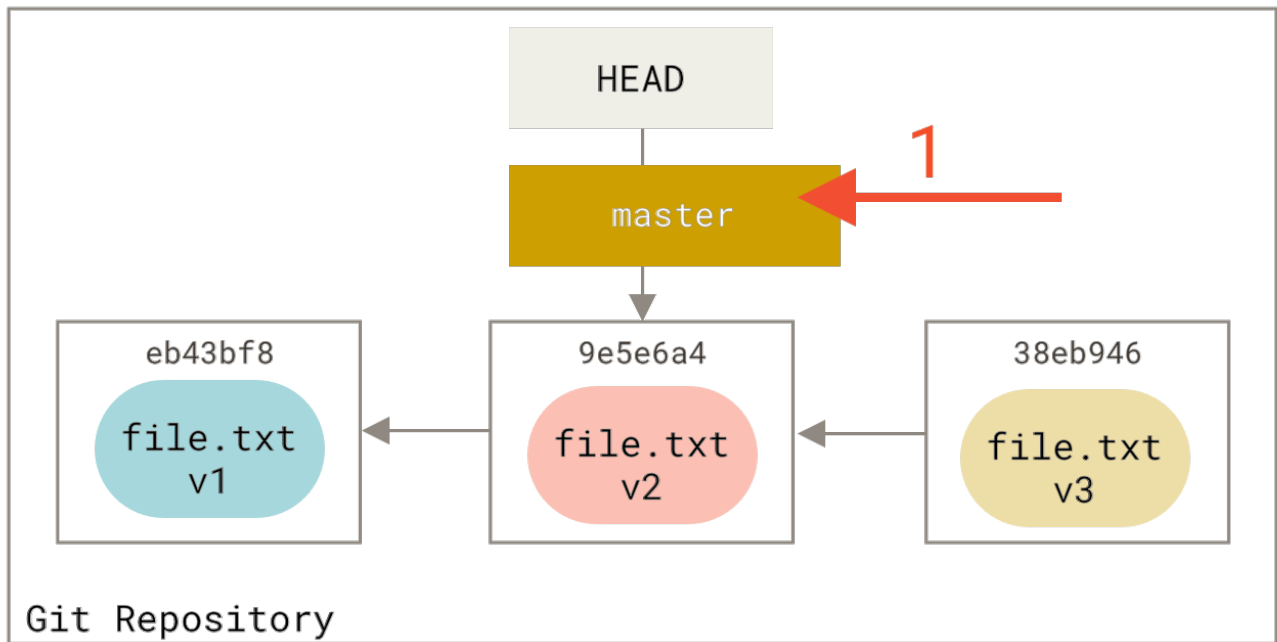 HEAD
1
master
eb43bf8
9e5e6a4
38eb946
file.txt
v1
file.txt
v2
file.txt
v3
Git Repository